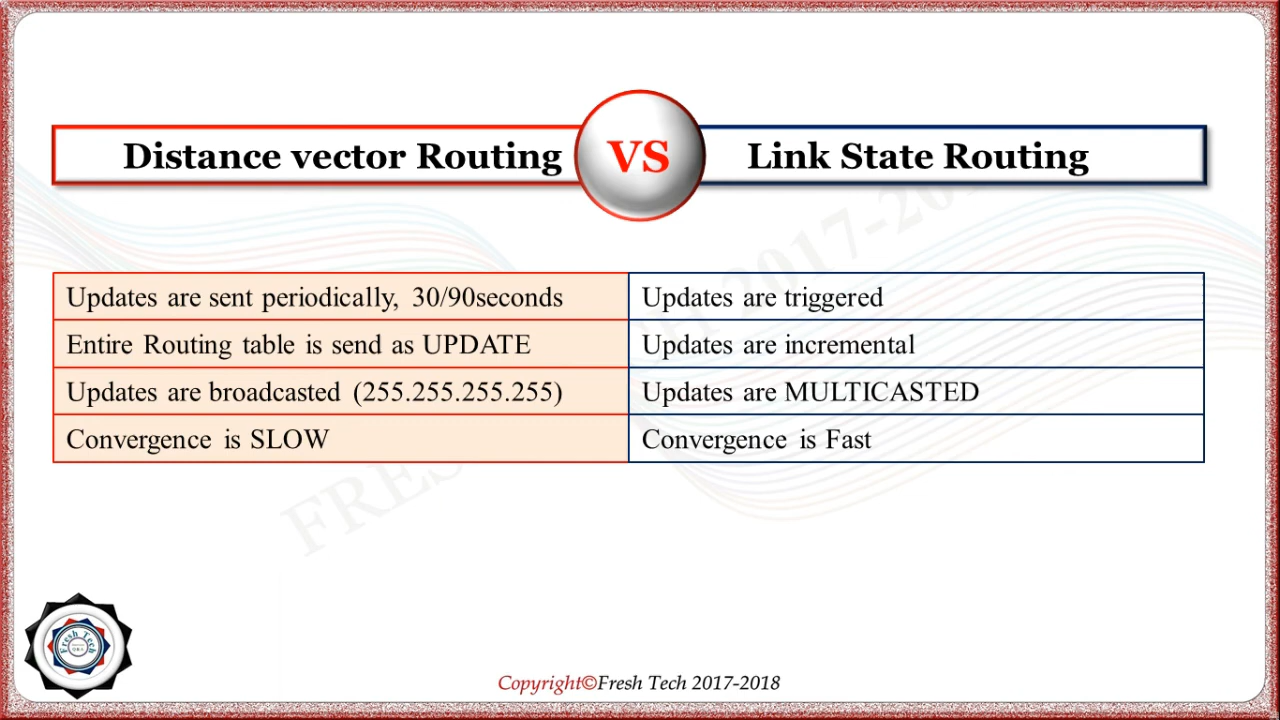 Distance vector Routing VS Link State Routing
Updates are sent periodically, 30/90seconds Updates are triggered
Entire Routing table is send as UPDATE Updates are incremental
Updates are broadcasted (255.255.255.255) Updates are MULTICASTED
Convergence is SLOW Convergence is Fast
Fresh Tech
Copyright©Fresh Tech 2017-2018